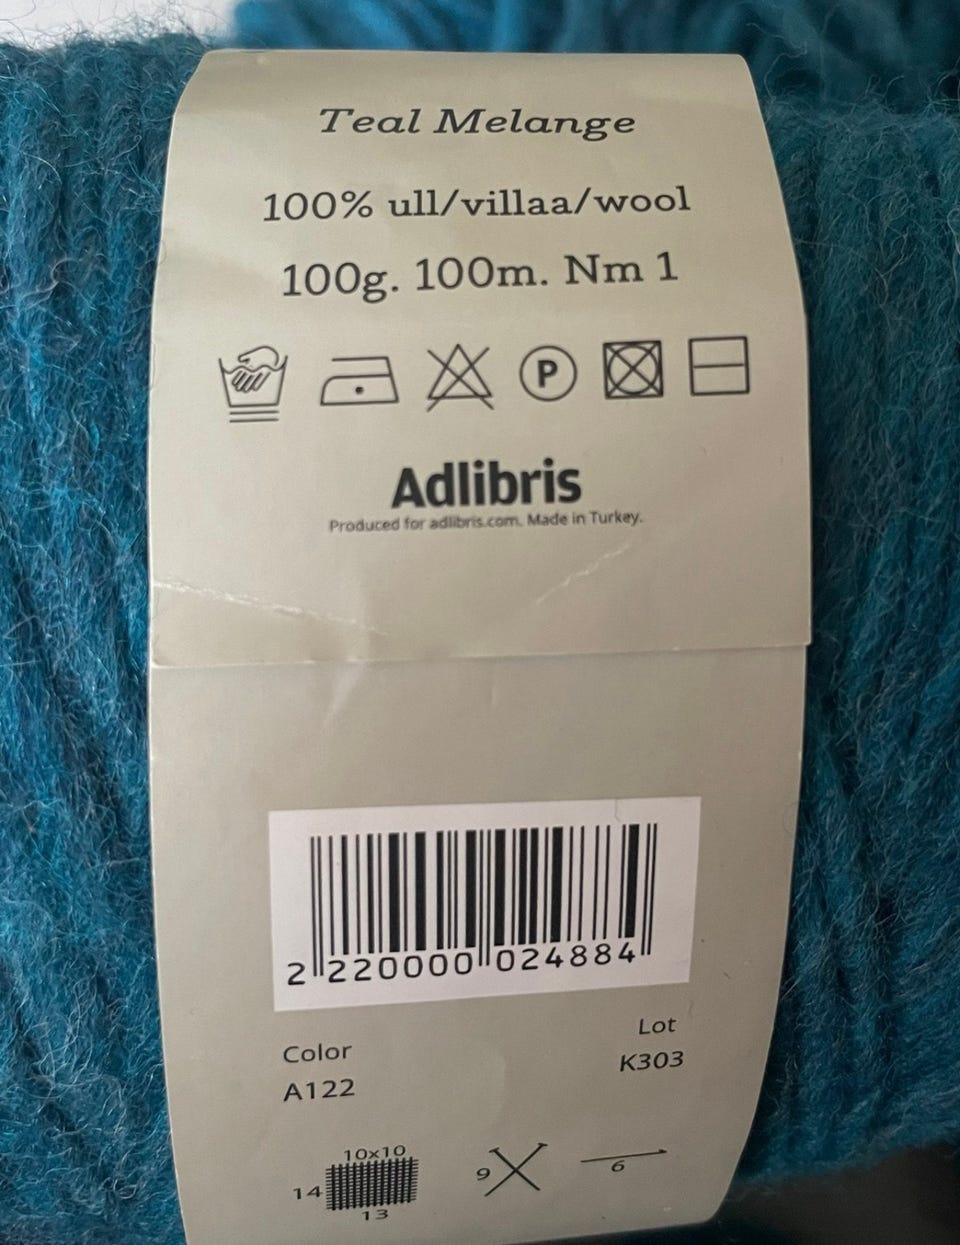 Teal Melange
100% ull/villaa/wool
100g. 100m. Nm 1
P
Adlibris
Produced for adlibris.com. Made in Turkey.
2 220000 024884
Color
A122
Lot
K303
10x10
14
13
9
6